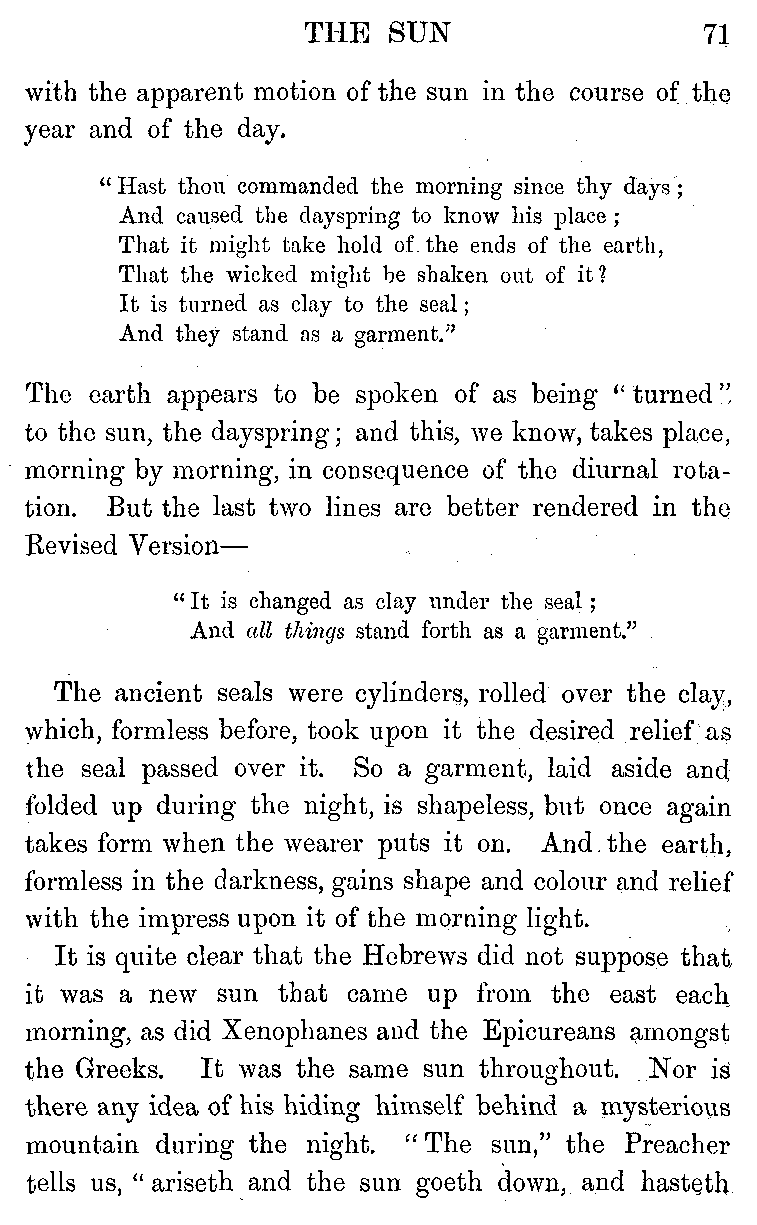 THE SUN 71
with the apparent motion of the sun in the course of the
year and of the day.
“Hast thou commanded the morning since thy days;
And caused the dayspring to know his place;
That it might take hold of the ends of the earth,
That the wicked might be shaken out of it?
It is turned as clay to the seal;
And they stand as a garment.”
The earth appears to be spoken of as being “turned”
to the sun, the dayspring; and this, we know, takes place,
morning by morning, in consequence of the diurnal rota-
tion. But the last two lines are better rendered in the
Revised Version—
“It is changed as clay under the seal;
And all things stand forth as a garment.”
The ancient seals were cylinders, rolled over the clay,
which, formless before, took upon it the desired relief as
the seal passed over it. So a garment, laid aside and
folded up during the night, is shapeless, but once again
takes form when the wearer puts it on. And the earth,
formless in the darkness, gains shape and colour and relief
with the impress upon it of the morning light.
It is quite clear that the Hebrews did not suppose that
it was a new sun that came up from the east each
morning, as did Xenophanes and the Epicureans amongst
the Greeks. It was the same sun throughout. Nor is
there any idea of his hiding himself behind a mysterious
mountain during the night. “The sun,” the Preacher
tells us, “ariseth and the sun goeth down, and hasteth